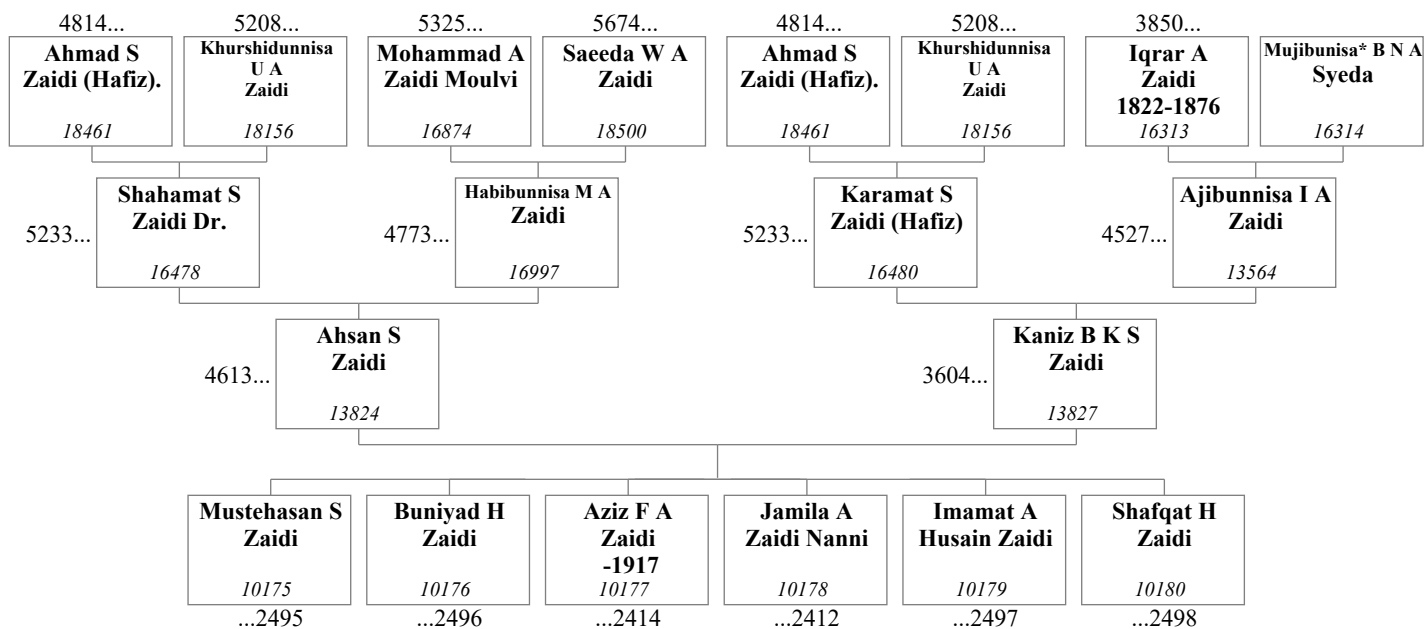 4814... 5208... 5325... 5674... 4814... 5208... 3850...
Ahmad S
Zaidi (Hafiz).
18461
Khurshidunnisa
U A
Zaidi
18156
Mohammad A
Zaidi Moulvi
16874
Saeeda W A
Zaidi
18500
Ahmad S
Zaidi (Hafiz).
18461
Khurshidunnisa
U A
Zaidi
18156
Iqrar A
Zaidi
1822-1876
16313
Mujibunisa* B N A
Syeda
16314
5233...
Shahamat S
Zaidi Dr.
16478
4773...
Habibunnisa M A
Zaidi
16997
5233...
Karamat S
Zaidi (Hafiz)
16480
4527...
Ajibunnisa I A
Zaidi
13564
4613...
Ahsan S
Zaidi
13824
3604...
Kaniz B K S
Zaidi
13827
Mustehasan S
Zaidi
10175
Buniyad H
Zaidi
10176
Aziz F A
Zaidi
-1917
10177
Jamila A
Zaidi Nanni
10178
Imamat A
Husain Zaidi
10179
Shafqat H
Zaidi
10180
...2495 ...2496 ...2414 ...2412 ...2497 ...2498